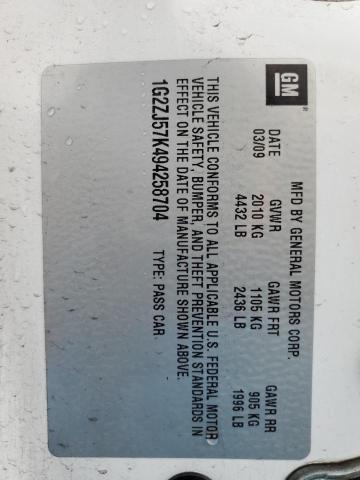 GM®
MFD BY GENERAL MOTORS CORP.
DATE GVWR GAWR FRT GAWR RR
03/09 2010 KG 1105 KG 905 KG
4432 LB 2436 LB 1996 LB
THIS VEHICLE CONFORMS TO ALL APPLICABLE U.S. FEDERAL MOTOR
VEHICLE SAFETY, BUMPER, AND THEFT PREVENTION STANDARDS IN
EFFECT ON THE DATE OF MANUFACTURE SHOWN ABOVE.
1G2ZJ57K494258704 TYPE: PASS CAR